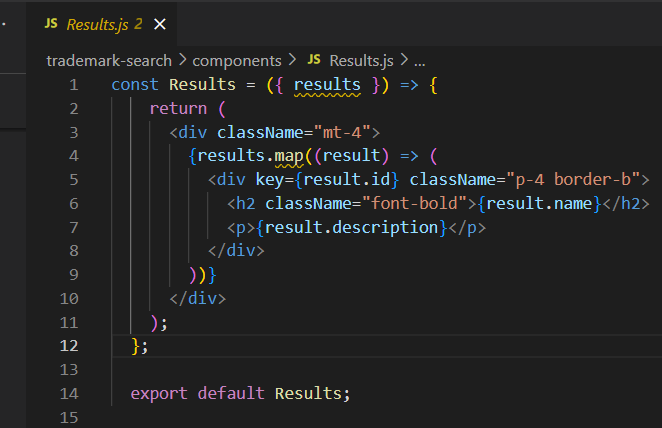 JS Results.js 2 ×
trademark-search > components > JS Results.js > ...
1 const Results = ({ results }) => {
2 return (
3 <div className="mt-4">
4 {results.map((result) => (
5 <div key={result.id} className="p-4 border-b">
6 <h2 className="font-bold">{result.name}</h2>
7 <p>{result.description}</p>
8 </div>
9 ))}
10 </div>
11 );
12 };
13
14 export default Results;
15